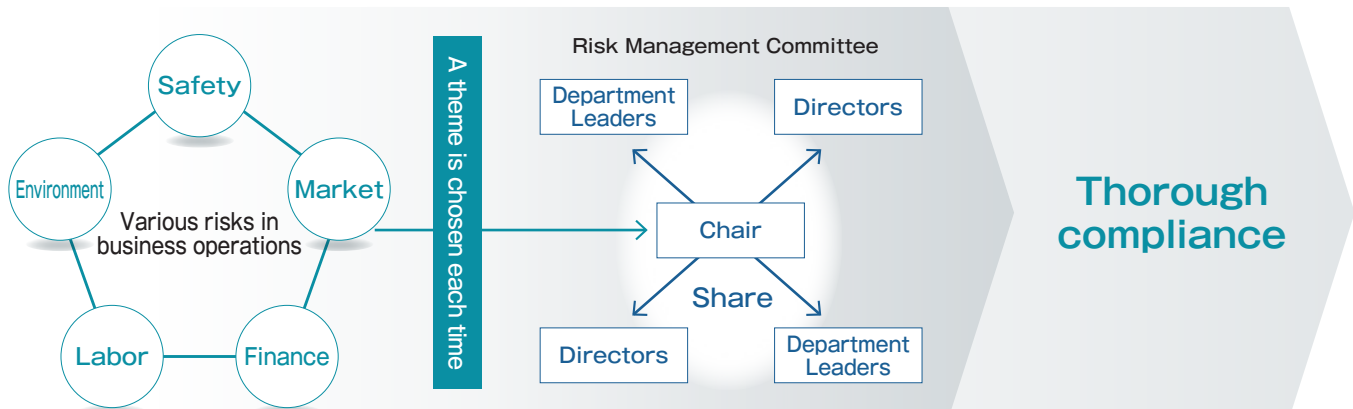 Safety
Environment
Market
Various risks in
business operations
Labor
Finance
A theme is chosen each time
Risk Management Committee
Department
Leaders
Directors
Chair
Share
Directors
Department
Leaders
Thorough
compliance